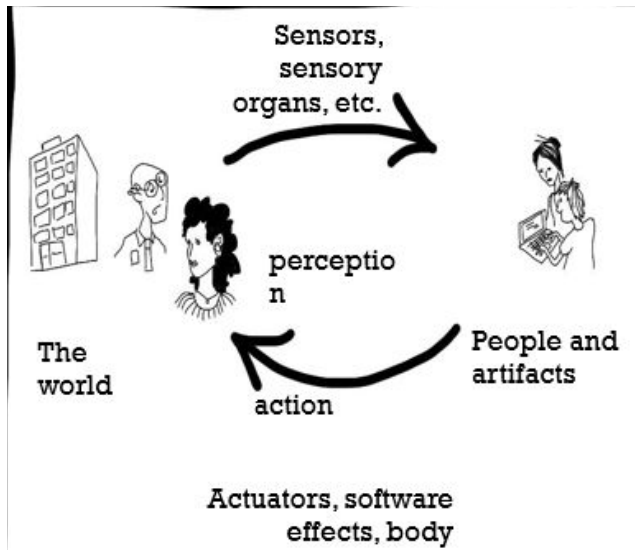 Sensors,
sensory
organs, etc.
perceptio
n
The
world
People and
artifacts
action
Actuators, software
effects, body